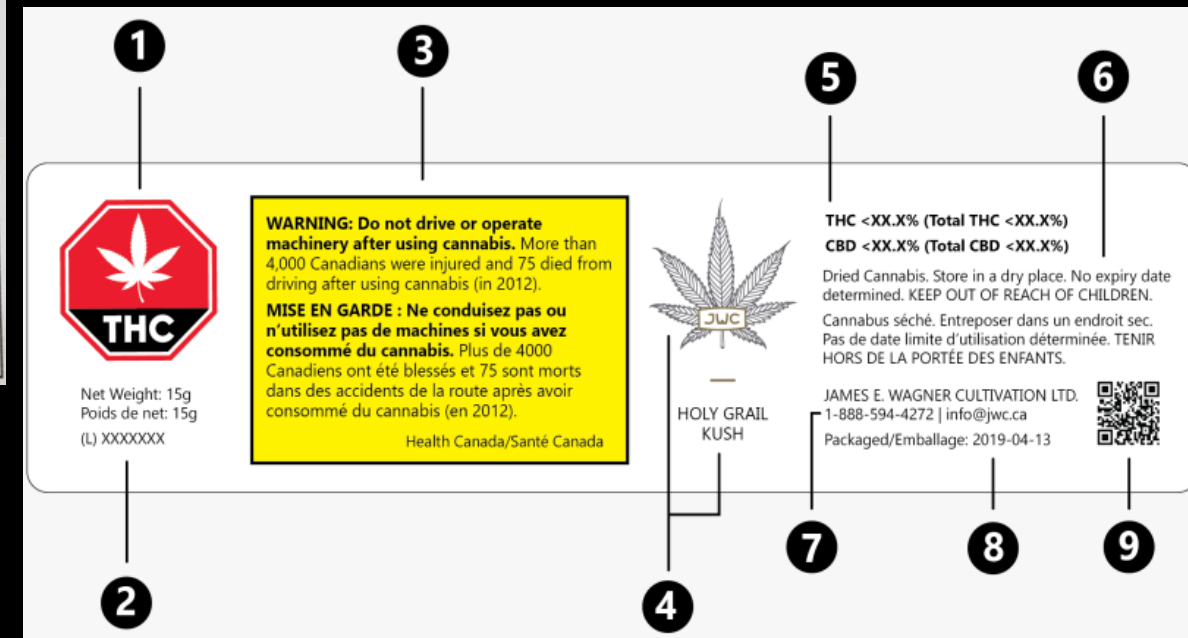 1
3
5
6
THC
Net Weight: 15g
Poids de net: 15g
(L) XXXXXXX
2
WARNING: Do not drive or operate
machinery after using cannabis. More than
4,000 Canadians were injured and 75 died from
driving after using cannabis (in 2012).
MISE EN GARDE : Ne conduisez pas ou
n'utilisez pas de machines si vous avez
consommé du cannabis. Plus de 4000
Canadiens ont été blessés et 75 sont morts
dans des accidents de la route après avoir
consommé du cannabis (en 2012).
Health Canada/Santé Canada
JWC
HOLY GRAIL
KUSH
4
THC <XX.X% (Total THC <XX.X%)
CBD <XX.X% (Total CBD <XX.X%)
Dried Cannabis. Store in a dry place. No expiry date
determined. KEEP OUT OF REACH OF CHILDREN.
Cannabus séché. Entreposer dans un endroit sec.
Pas de date limite d'utilisation déterminée. TENIR
HORS DE LA PORTÉE DES ENFANTS.
JAMES E. WAGNER CULTIVATION LTD.
1-888-594-4272 | info@jwc.ca
Packaged/Emballage: 2019-04-13
7
8
9